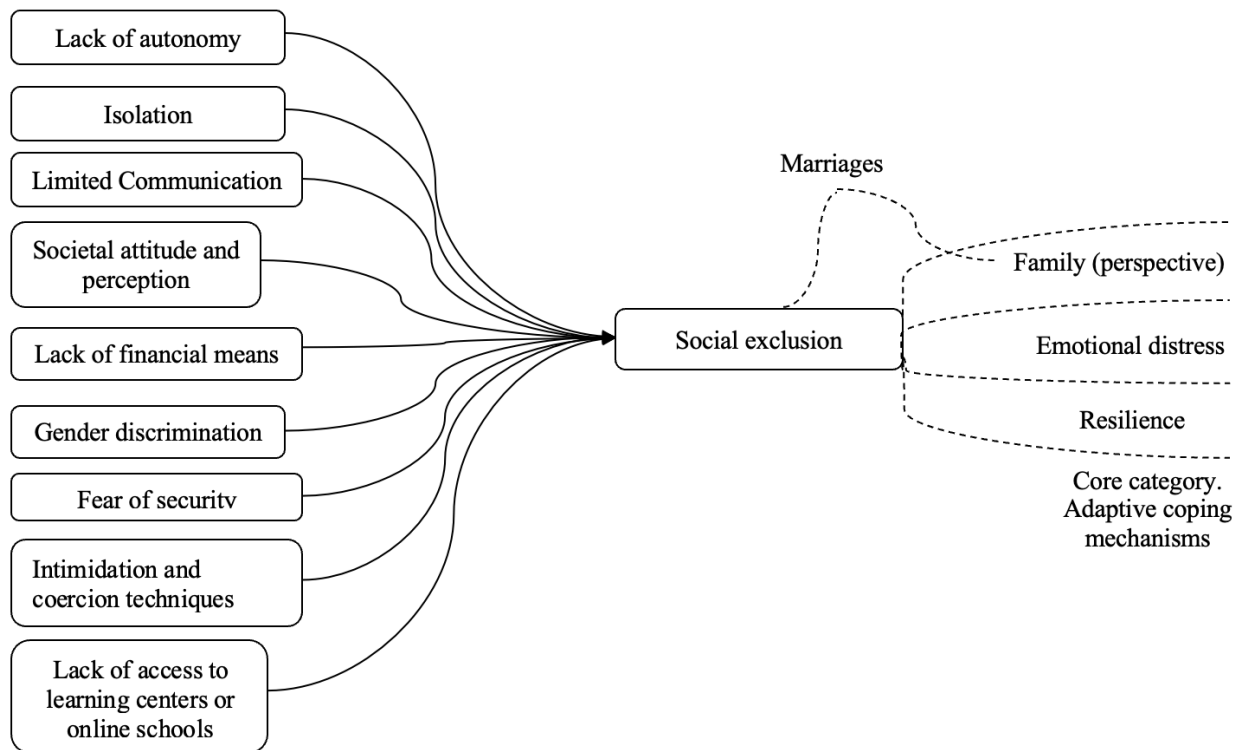 Lack of autonomy
Isolation
Limited Communication
Societal attitude and
perception
Lack of financial means
Gender discrimination
Fear of security
Intimidation and
coercion techniques
Lack of access to
learning centers or
online schools
Social exclusion
Marriages
Family (perspective)
Emotional distress
Resilience
Core category.
Adaptive coping
mechanisms